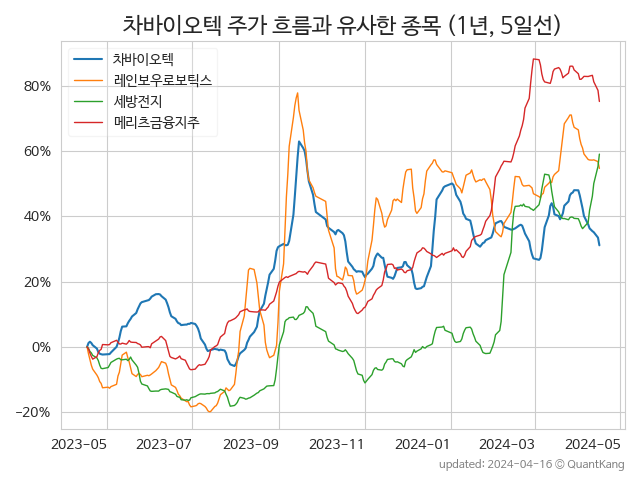 차바이오텍 주가 흐름과 유사한 종목 (1년, 5일선)
차바이오텍
레인보우로보틱스
세방전지
메리츠금융지주
80%
60%
40%
20%
0%
−20%
2023-05 2023-07 2023-09 2023-11 2024-01 2024-03 2024-05
updated: 2024-04-16 © QuantKang